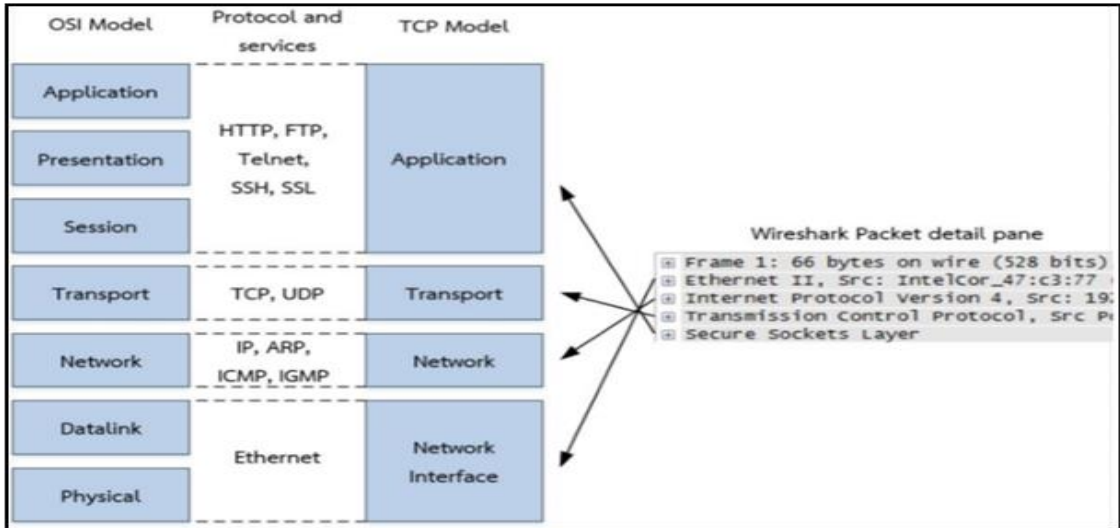 OSI Model
Protocol and
services
TCP Model
Application
Presentation
Session
HTTP, FTP,
Telnet,
SSH, SSL
Application
Transport
TCP, UDP
Transport
Network
IP, ARP,
ICMP, IGMP
Network
Datalink
Physical
Ethernet
Network
Interface
Wireshark Packet detail pane
Frame 1: 66 bytes on wire (528 bits)
Ethernet II, Src: IntelCor_47:c3:77
Internet Protocol Version 4, Src:
Transmission Control Protocol, Src
Secure Sockets Layer